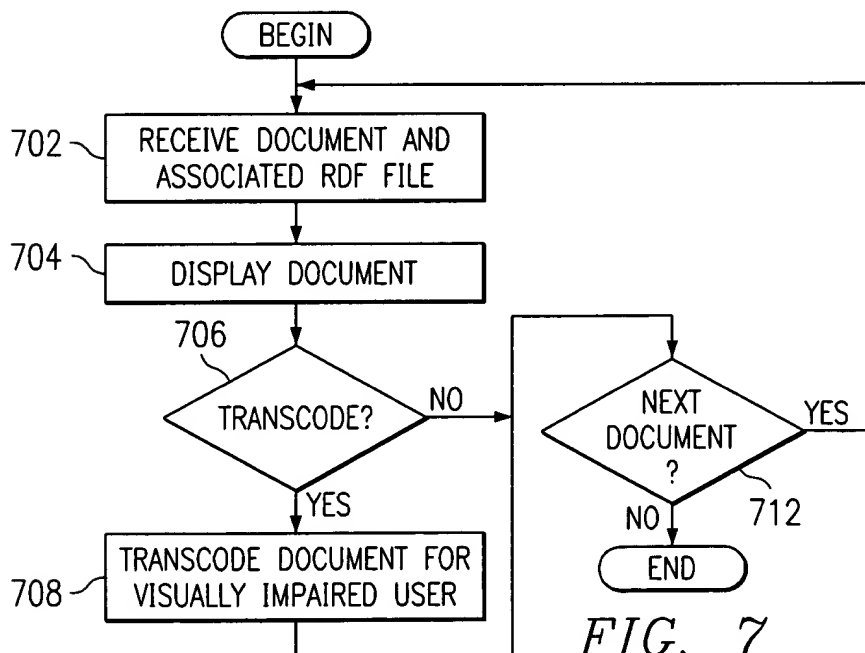 BEGIN
702
RECEIVE DOCUMENT AND
ASSOCIATED RDF FILE
704
DISPLAY DOCUMENT
706
TRANSCODE?
NO
YES
NEXT
DOCUMENT
?
YES
712
NO
END
708
TRANSCODE DOCUMENT FOR
VISUALLY IMPAIRED USER
FIG. 7